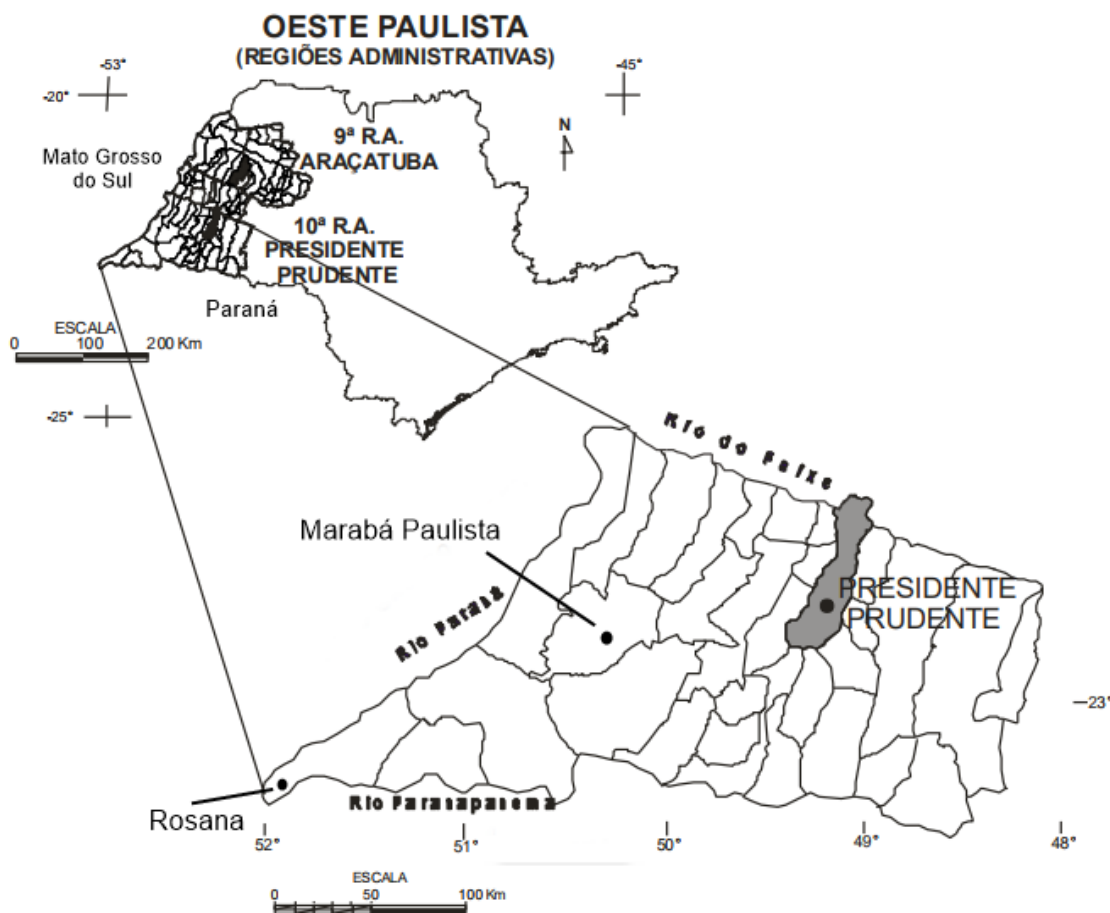 OESTE PAULISTA
(REGIÕES ADMINISTRATIVAS)
-53°
-45°
-20°
N
9ª R.A.
ARAÇATUBA
Mato Grosso
do Sul
10ª R.A.
PRESIDENTE
PRUDENTE
Paraná
ESCALA
0 100 200 Km
-25°
Rio do Peixe
Marabá Paulista
PRESIDENTE
PRUDENTE
Rio Paraná
23°
Rosana
Rio Paranapanema
52° 51° 50° 49° 48°
ESCALA
0 50 100 Km